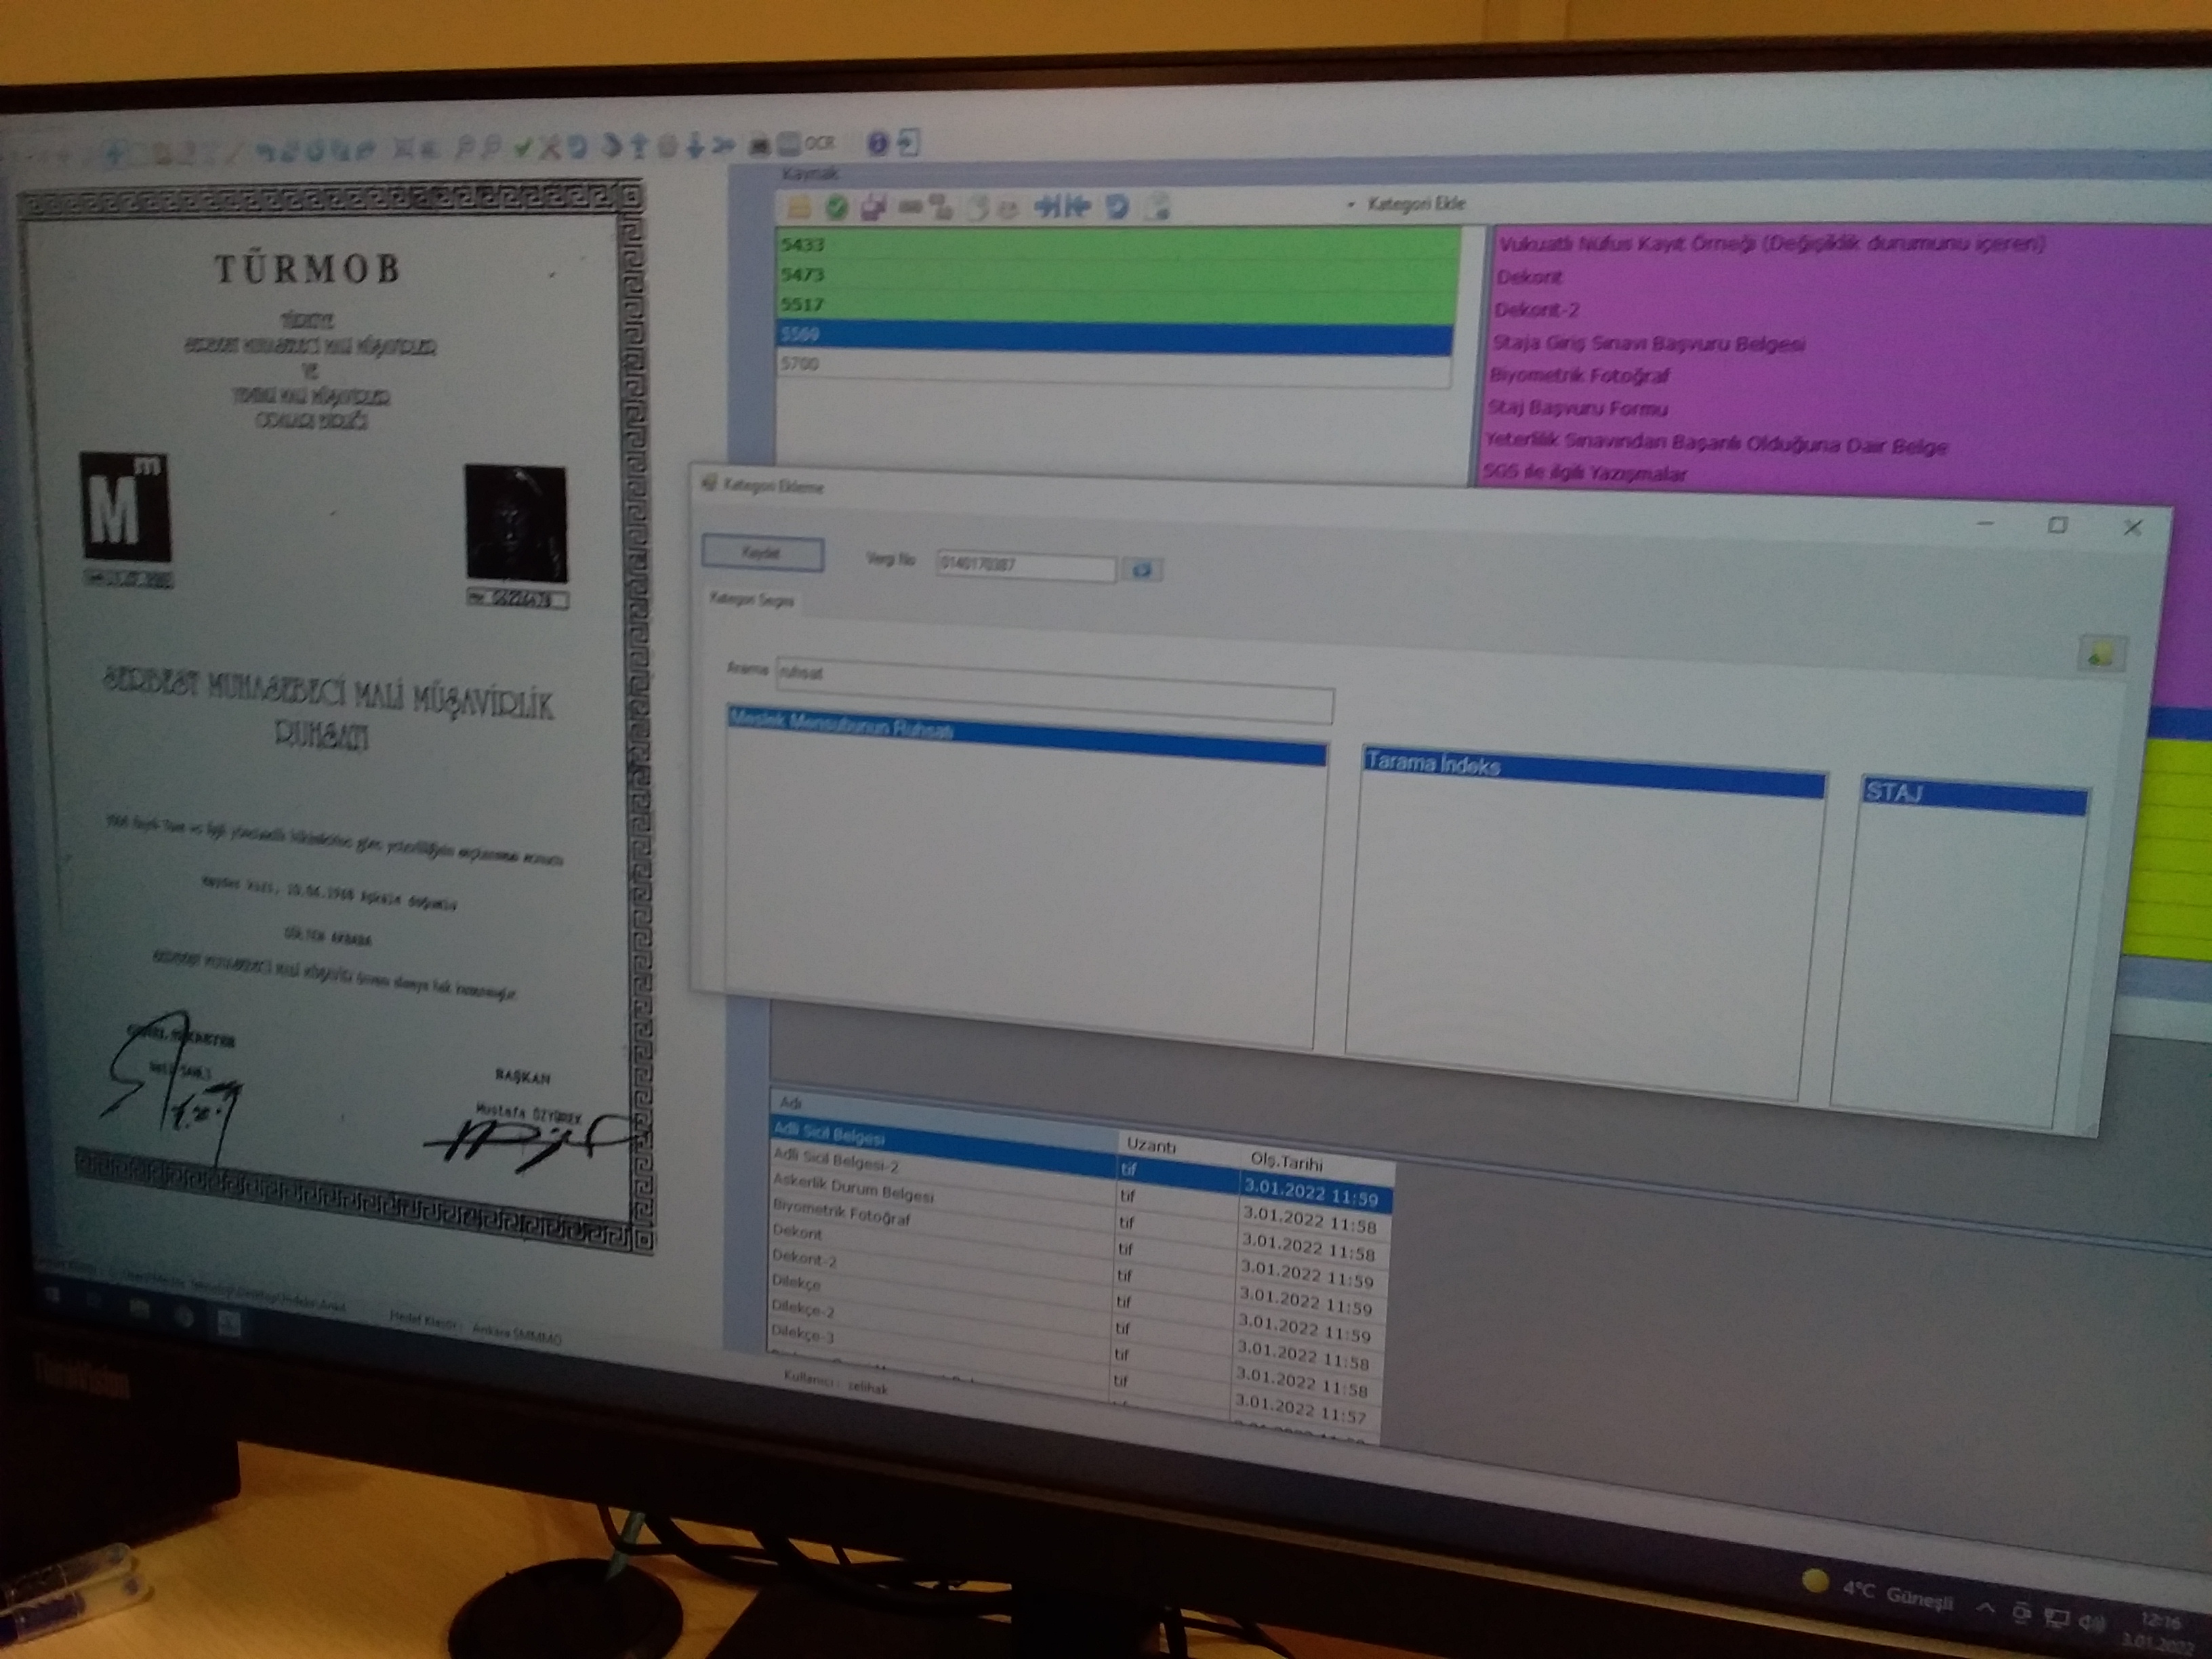 OCR
TÜRMOB
TÜRKİYE
SERBEST MUHASEBECİ MALİ MÜŞAVİRLER
VE
YEMİNLİ MALİ MÜŞAVİRLER
ODALARI BİRLİĞİ
M m
SERBEST MUHASEBECİ MALİ MÜŞAVİRLİK
RUHSATI
BAŞKAN
Mustafa ÖZYÜREK
Hedef Klasör : Ankara SMMMO
Kaynak
Kategori Ekle
5433
5473
5517
5569
5700
Vukuatlı Nüfus Kayıt Örneği (Değişiklik durumunu içeren)
Dekont
Dekont-2
Staja Giriş Sınavı Başvuru Belgesi
Biyometrik Fotoğraf
Staj Başvuru Formu
Yeterlilik Sınavından Başarılı Olduğuna Dair Belge
SGS ile ilgili Yazışmalar
Kategori Ekleme
Kaydet
Vergi No
0140170387
Kategori Seçimi
Arama
ruhsat
Meslek Mensubunun Ruhsatı
Tarama İndeks
STAJ
Adı Uzantı Olş.Tarihi
Adli Sicil Belgesi tif 3.01.2022 11:59
Adli Sicil Belgesi-2 tif 3.01.2022 11:58
Askerlik Durum Belgesi tif 3.01.2022 11:58
Biyometrik Fotoğraf tif 3.01.2022 11:59
Dekont tif 3.01.2022 11:59
Dekont-2 tif 3.01.2022 11:59
Dilekçe tif 3.01.2022 11:58
Dilekçe-2 tif 3.01.2022 11:58
Dilekçe-3 tif 3.01.2022 11:57
Kullanıcı : zelihak
4°C Güneşli
12:16
3.01.2022
ThinkVision